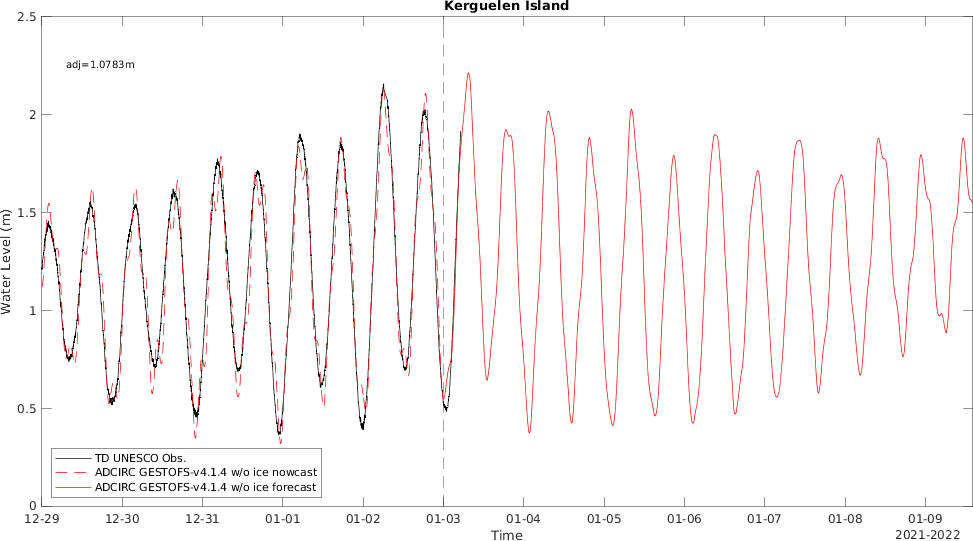 Kerguelen Island
adj=1.0783m
2.5
2
1.5
1
0.5
0
Water Level (m)
TD UNESCO Obs.
ADCIRC GESTOFS-v4.1.4 w/o ice nowcast
ADCIRC GESTOFS-v4.1.4 w/o ice forecast
12-29 12-30 12-31 01-01 01-02 01-03 01-04 01-05 01-06 01-07 01-08 01-09
Time
2021-2022